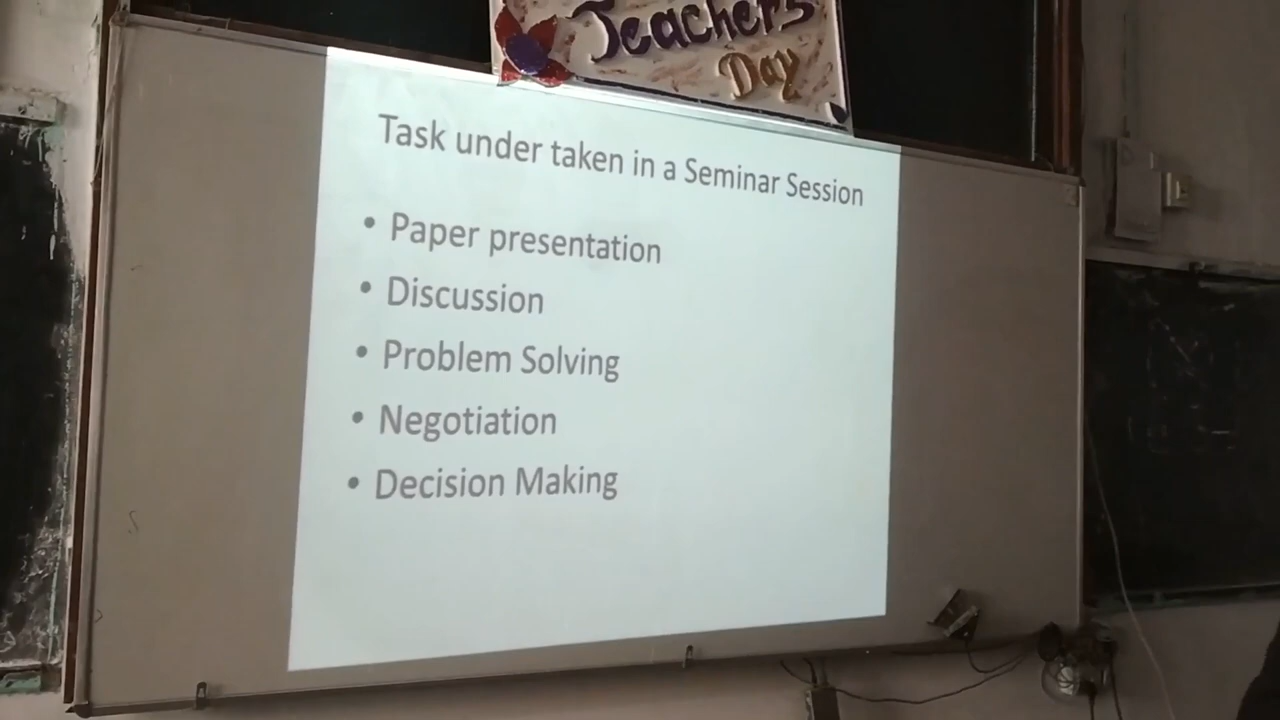 Teachers
Day
Task under taken in a Seminar Session
• Paper presentation
• Discussion
• Problem Solving
• Negotiation
• Decision Making